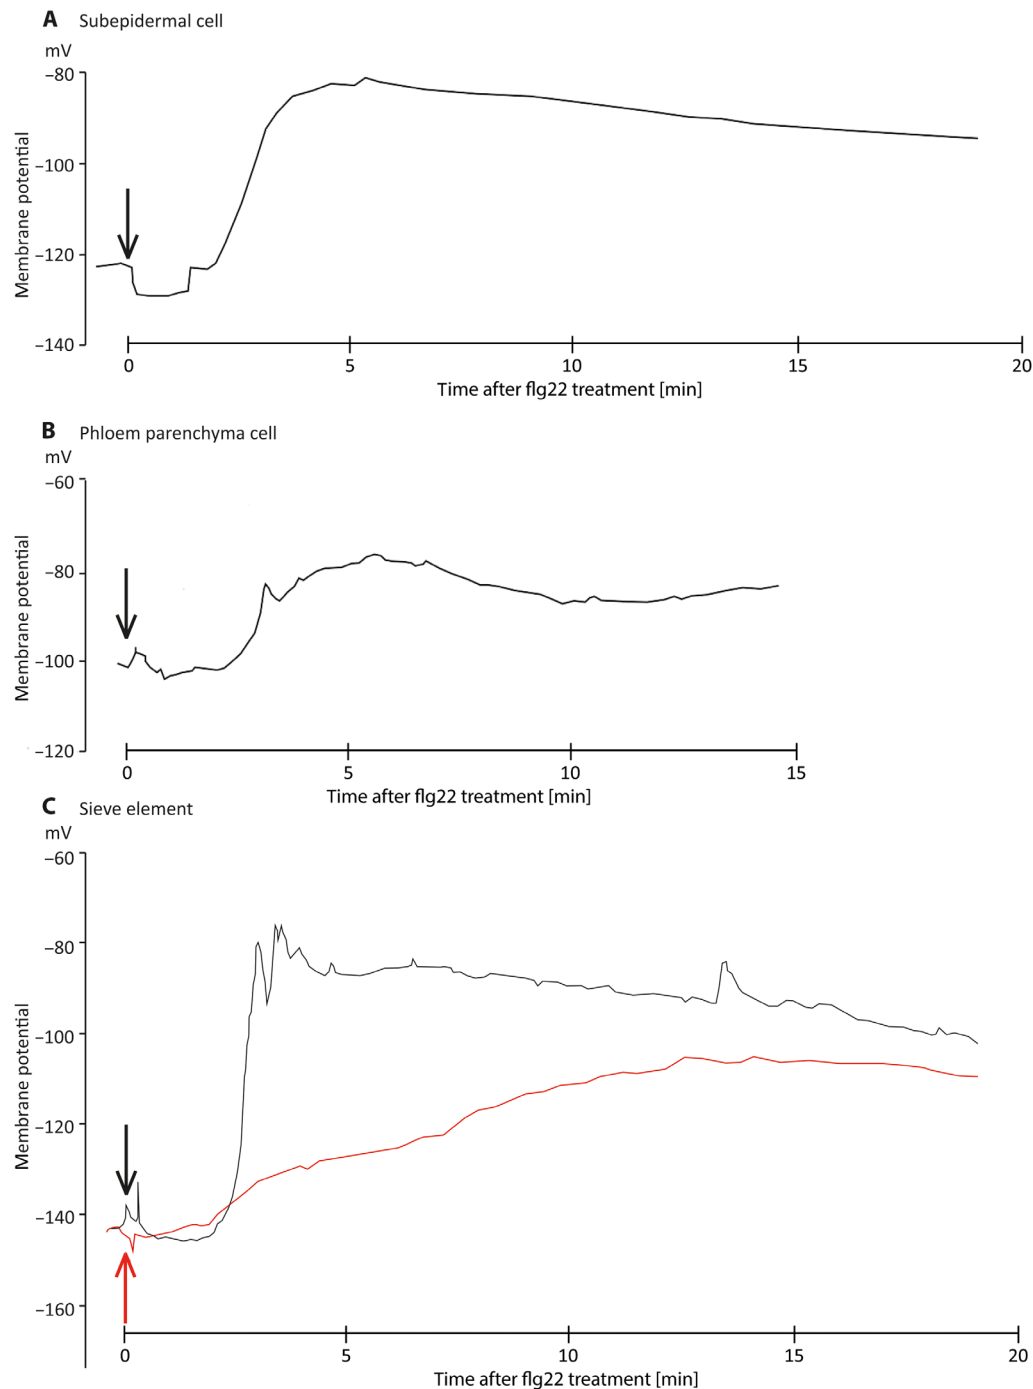 A Subepidermal cell
mV
−80
−100
−120
−140
Membrane potential
0 5 10 15 20
Time after flg22 treatment [min]
B Phloem parenchyma cell
mV
−60
−80
−100
−120
Membrane potential
0 5 10 15
Time after flg22 treatment [min]
C Sieve element
mV
−60
−80
−100
−120
−140
−160
Membrane potential
0 5 10 15 20
Time after flg22 treatment [min]